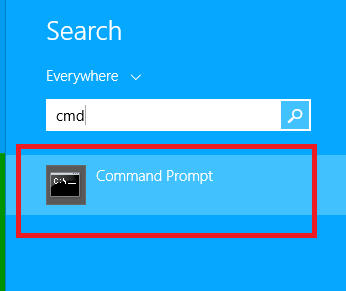 Search
Everywhere
cmd
C:\_
Command Prompt